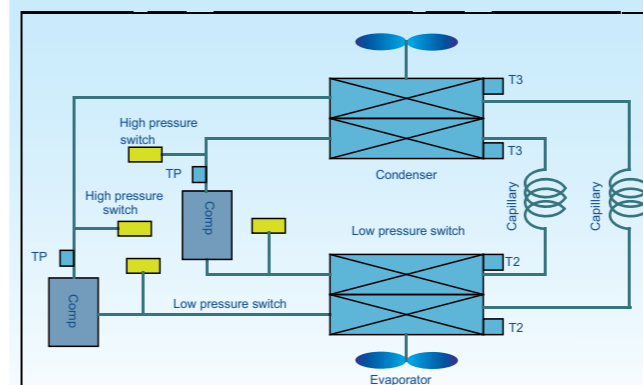 T3
High pressure
switch
T3
TP
Condenser
High pressure
switch
Comp
Capillary
Capillary
Low pressure switch
TP
T2
Comp
Low pressure switch
T2
Evaporator